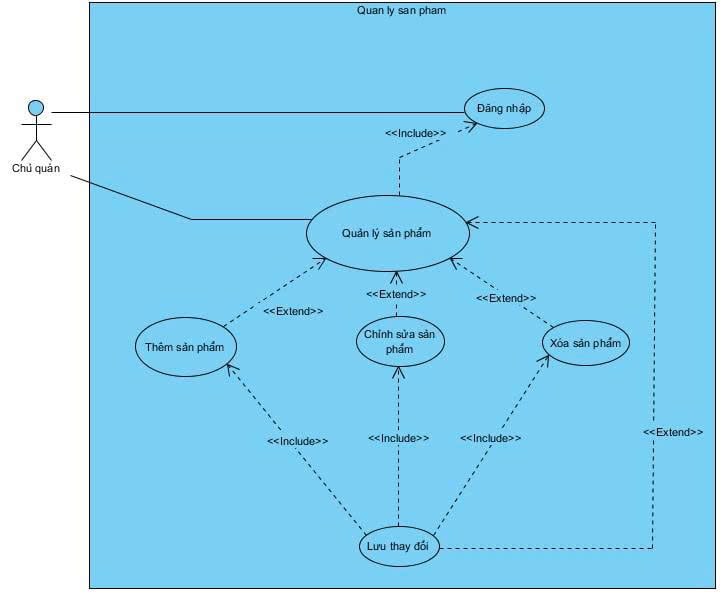 Quan ly san pham
Đăng nhập
<<Include>>
Chủ quán
Quản lý sản phẩm
<<Extend>>
<<Extend>>
<<Extend>>
Thêm sản phẩm
Chỉnh sửa sản
phẩm
Xóa sản phẩm
<<Include>>
<<Include>>
<<Include>>
<<Extend>>
Lưu thay đổi